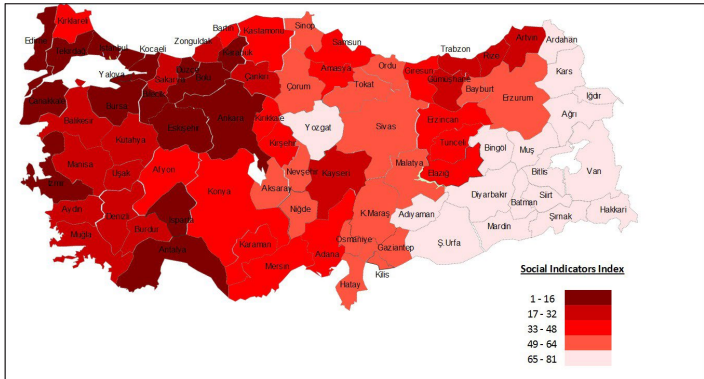 Kırklareli
Edirne
Tekirdağ
İstanbul
Kocaeli
Yalova
Sakarya
Düzce
Bolu
Zonguldak
Bartın
Karabük
Kastamonu
Sinop
Samsun
Çankırı
Çorum
Amasya
Tokat
Ordu
Giresun
Trabzon
Rize
Artvin
Ardahan
Kars
Gümüşhane
Bayburt
Erzurum
Iğdır
Ağrı
Çanakkale
Balıkesir
Bursa
Bilecik
Eskişehir
Ankara
Kırıkkale
Kırşehir
Yozgat
Sivas
Erzincan
Tunceli
Bingöl
Muş
Bitlis
Van
Kütahya
Manisa
Uşak
Afyon
İzmir
Aydın
Denizli
Muğla
Burdur
Isparta
Antalya
Konya
Aksaray
Nevşehir
Niğde
Kayseri
Malatya
Elazığ
Diyarbakır
Batman
Siirt
Şırnak
Hakkari
Mardin
Ş.Urfa
Adıyaman
K.Maraş
Gaziantep
Kilis
Osmaniye
Hatay
Adana
Mersin
Karaman
Social Indicators Index
1 - 16
17 - 32
33 - 48
49 - 64
65 - 81